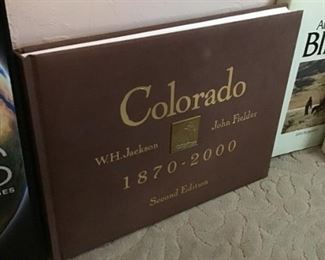 Colorado
W.H. Jackson
John Fielder
1870-2000
Second Edition